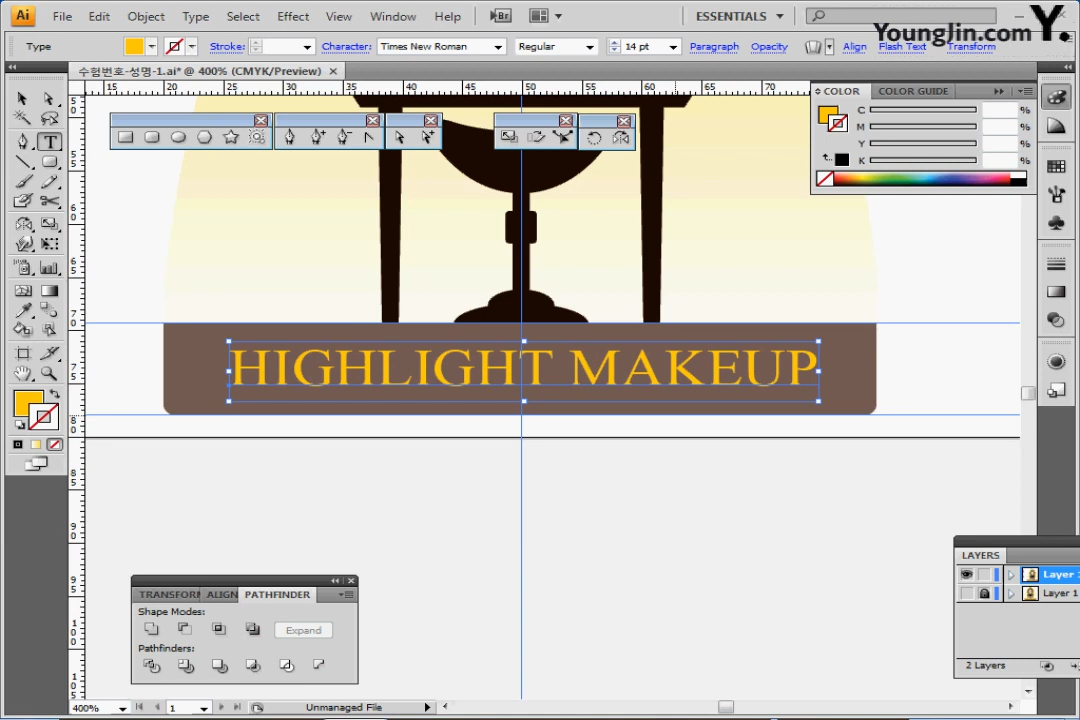 Ai File Edit Object Type Select Effect View Window Help Br ESSENTIALS
Younglin.com Y.
Type Stroke: Character: Times New Roman Regular 14 pt Paragraph Opacity Align Flash Text Transform
수험번호-성명-1.ai* @ 400% (CMYK/Preview) ×
15 20 25 30 35 40 45 50 55 60 65 70
COLOR COLOR GUIDE
C %
M %
Y %
K %
HIGHLIGHT MAKEUP
LAYERS
Layer
Layer 1
2 Layers
TRANSFORM ALIGN PATHFINDER
Shape Modes:
Expand
Pathfinders:
400% 1 Unmanaged File